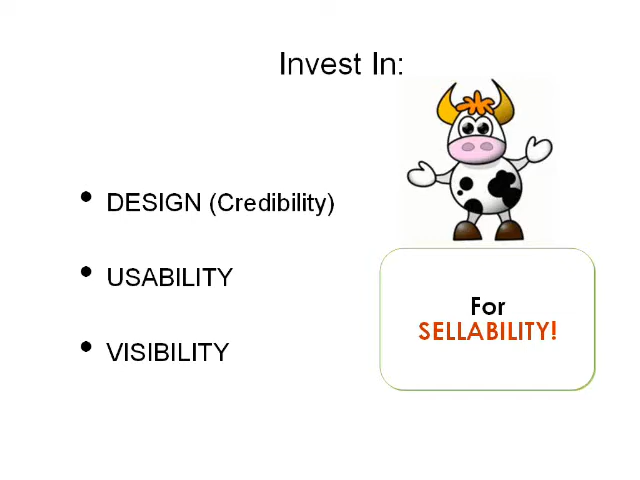 Invest In:
• DESIGN (Credibility)
• USABILITY
• VISIBILITY
For
SELLABILITY!